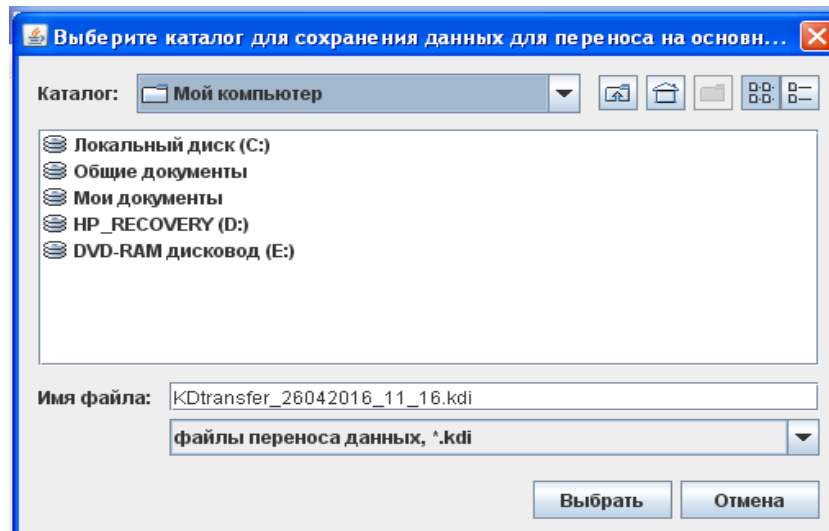 Выберите каталог для сохранения данных для переноса на основн...
Каталог: Мой компьютер
Локальный диск (C:)
Общие документы
Мои документы
HP_RECOVERY (D:)
DVD-RAM дисковод (E:)
Имя файла: KDtransfer_26042016_11_16.kdi
файлы переноса данных, *.kdi
Выбрать Отмена